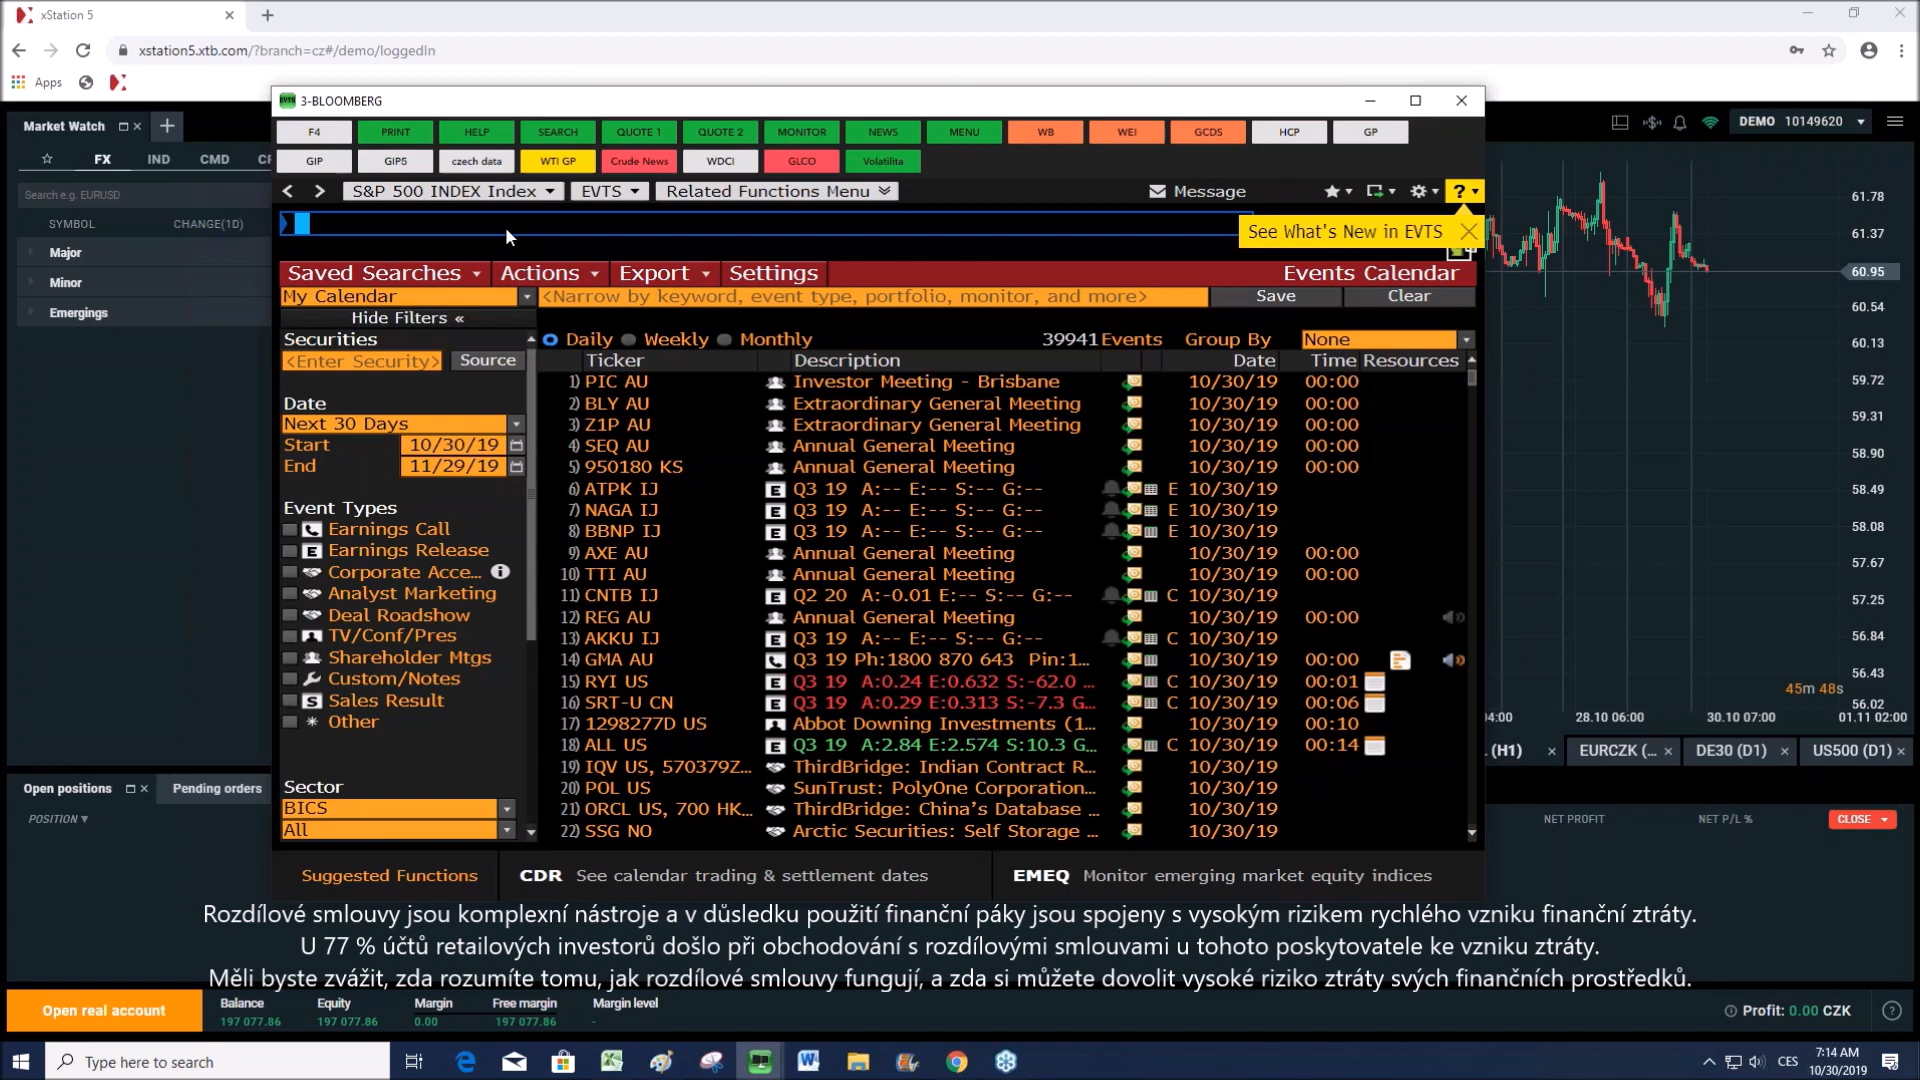 xStation 5
xstation5.xtb.com/?branch=cz#/demo/loggedIn
Apps
Market Watch
FX IND CMD
Search e.g. EURUSD
SYMBOL CHANGE(1D)
Major
Minor
Emergings
DEMO 10149620
3-BLOOMBERG
F4 PRINT HELP SEARCH QUOTE 1 QUOTE 2 MONITOR NEWS MENU WB WEI GCDS HCP GP
GIP GIP5 czech data WTI GP Crude News WDCI GLCO Volatilita
S&P 500 INDEX Index EVTS Related Functions Menu Message ?
See What's New in EVTS
Saved Searches Actions Export Settings Events Calendar
My Calendar <Narrow by keyword, event type, portfolio, monitor, and more> Save Clear
Hide Filters «
Securities
<Enter Security> Source
Date
Next 30 Days
Start 10/30/19
End 11/29/19
Event Types
Earnings Call
E Earnings Release
Corporate Acce...
Analyst Marketing
Deal Roadshow
TV/Conf/Pres
Shareholder Mtgs
Custom/Notes
S Sales Result
Other
Sector
BICS
All
Daily Weekly Monthly 39941 Events Group By None
Ticker Description Date Time Resources
1) PIC AU Investor Meeting - Brisbane 10/30/19 00:00
2) BLY AU Extraordinary General Meeting 10/30/19 00:00
3) Z1P AU Extraordinary General Meeting 10/30/19 00:00
4) SEQ AU Annual General Meeting 10/30/19 00:00
5) 950180 KS Annual General Meeting 10/30/19 00:00
6) ATPK IJ E Q3 19 A:-- E:-- S:-- G:-- E 10/30/19
7) NAGA IJ E Q3 19 A:-- E:-- S:-- G:-- E 10/30/19
8) BBNP IJ E Q3 19 A:-- E:-- S:-- G:-- E 10/30/19
9) AXE AU Annual General Meeting 10/30/19 00:00
10) TTI AU Annual General Meeting 10/30/19 00:00
11) CNTB IJ E Q2 20 A:-0.01 E:-- S:-- G:-- C 10/30/19
12) REG AU Annual General Meeting 10/30/19 00:00
13) AKKU IJ E Q3 19 A:-- E:-- S:-- G:-- C 10/30/19
14) GMA AU Q3 19 Ph:1800 870 643 Pin:1... 10/30/19 00:00
15) RYI US E Q3 19 A:0.24 E:0.632 S:-62.0 ... C 10/30/19 00:01
16) SRT-U CN E Q3 19 A:0.29 E:0.313 S:-7.3 G... C 10/30/19 00:06
17) 1298277D US Abbot Downing Investments (1... 10/30/19 00:10
18) ALL US E Q3 19 A:2.84 E:2.574 S:10.3 G... C 10/30/19 00:14
19) IQV US, 570379Z... ThirdBridge: Indian Contract R... 10/30/19
20) POL US SunTrust: PolyOne Corporation... 10/30/19
21) ORCL US, 700 HK... ThirdBridge: China's Database ... 10/30/19
22) SSG NO Arctic Securities: Self Storage ... 10/30/19
Suggested Functions CDR See calendar trading & settlement dates EMEQ Monitor emerging market equity indices
61.78
61.37
60.95
60.54
60.13
59.72
59.31
58.90
58.49
58.08
57.67
57.25
56.84
56.43
56.02
45m 48s
04:00 28.10 06:00 30.10 07:00 01.11 02:00
(H1) EURCZK (... DE30 (D1) US500 (D1)
Open positions Pending orders
POSITION NET PROFIT NET P/L % CLOSE
Rozdílové smlouvy jsou komplexní nástroje a v důsledku použití finanční páky jsou spojeny s vysokým rizikem rychlého vzniku finanční ztráty.
U 77 % účtů retailových investorů došlo při obchodování s rozdílovými smlouvami u tohoto poskytovatele ke vzniku ztráty.
Měli byste zvážit, zda rozumíte tomu, jak rozdílové smlouvy fungují, a zda si můžete dovolit vysoké riziko ztráty svých finančních prostředků.
Open real account
Balance Equity Margin Free margin Margin level
197 077.86 197 077.86 0.00 197 077.86 -
Profit: 0.00 CZK
Type here to search
CES 7:14 AM
10/30/2019